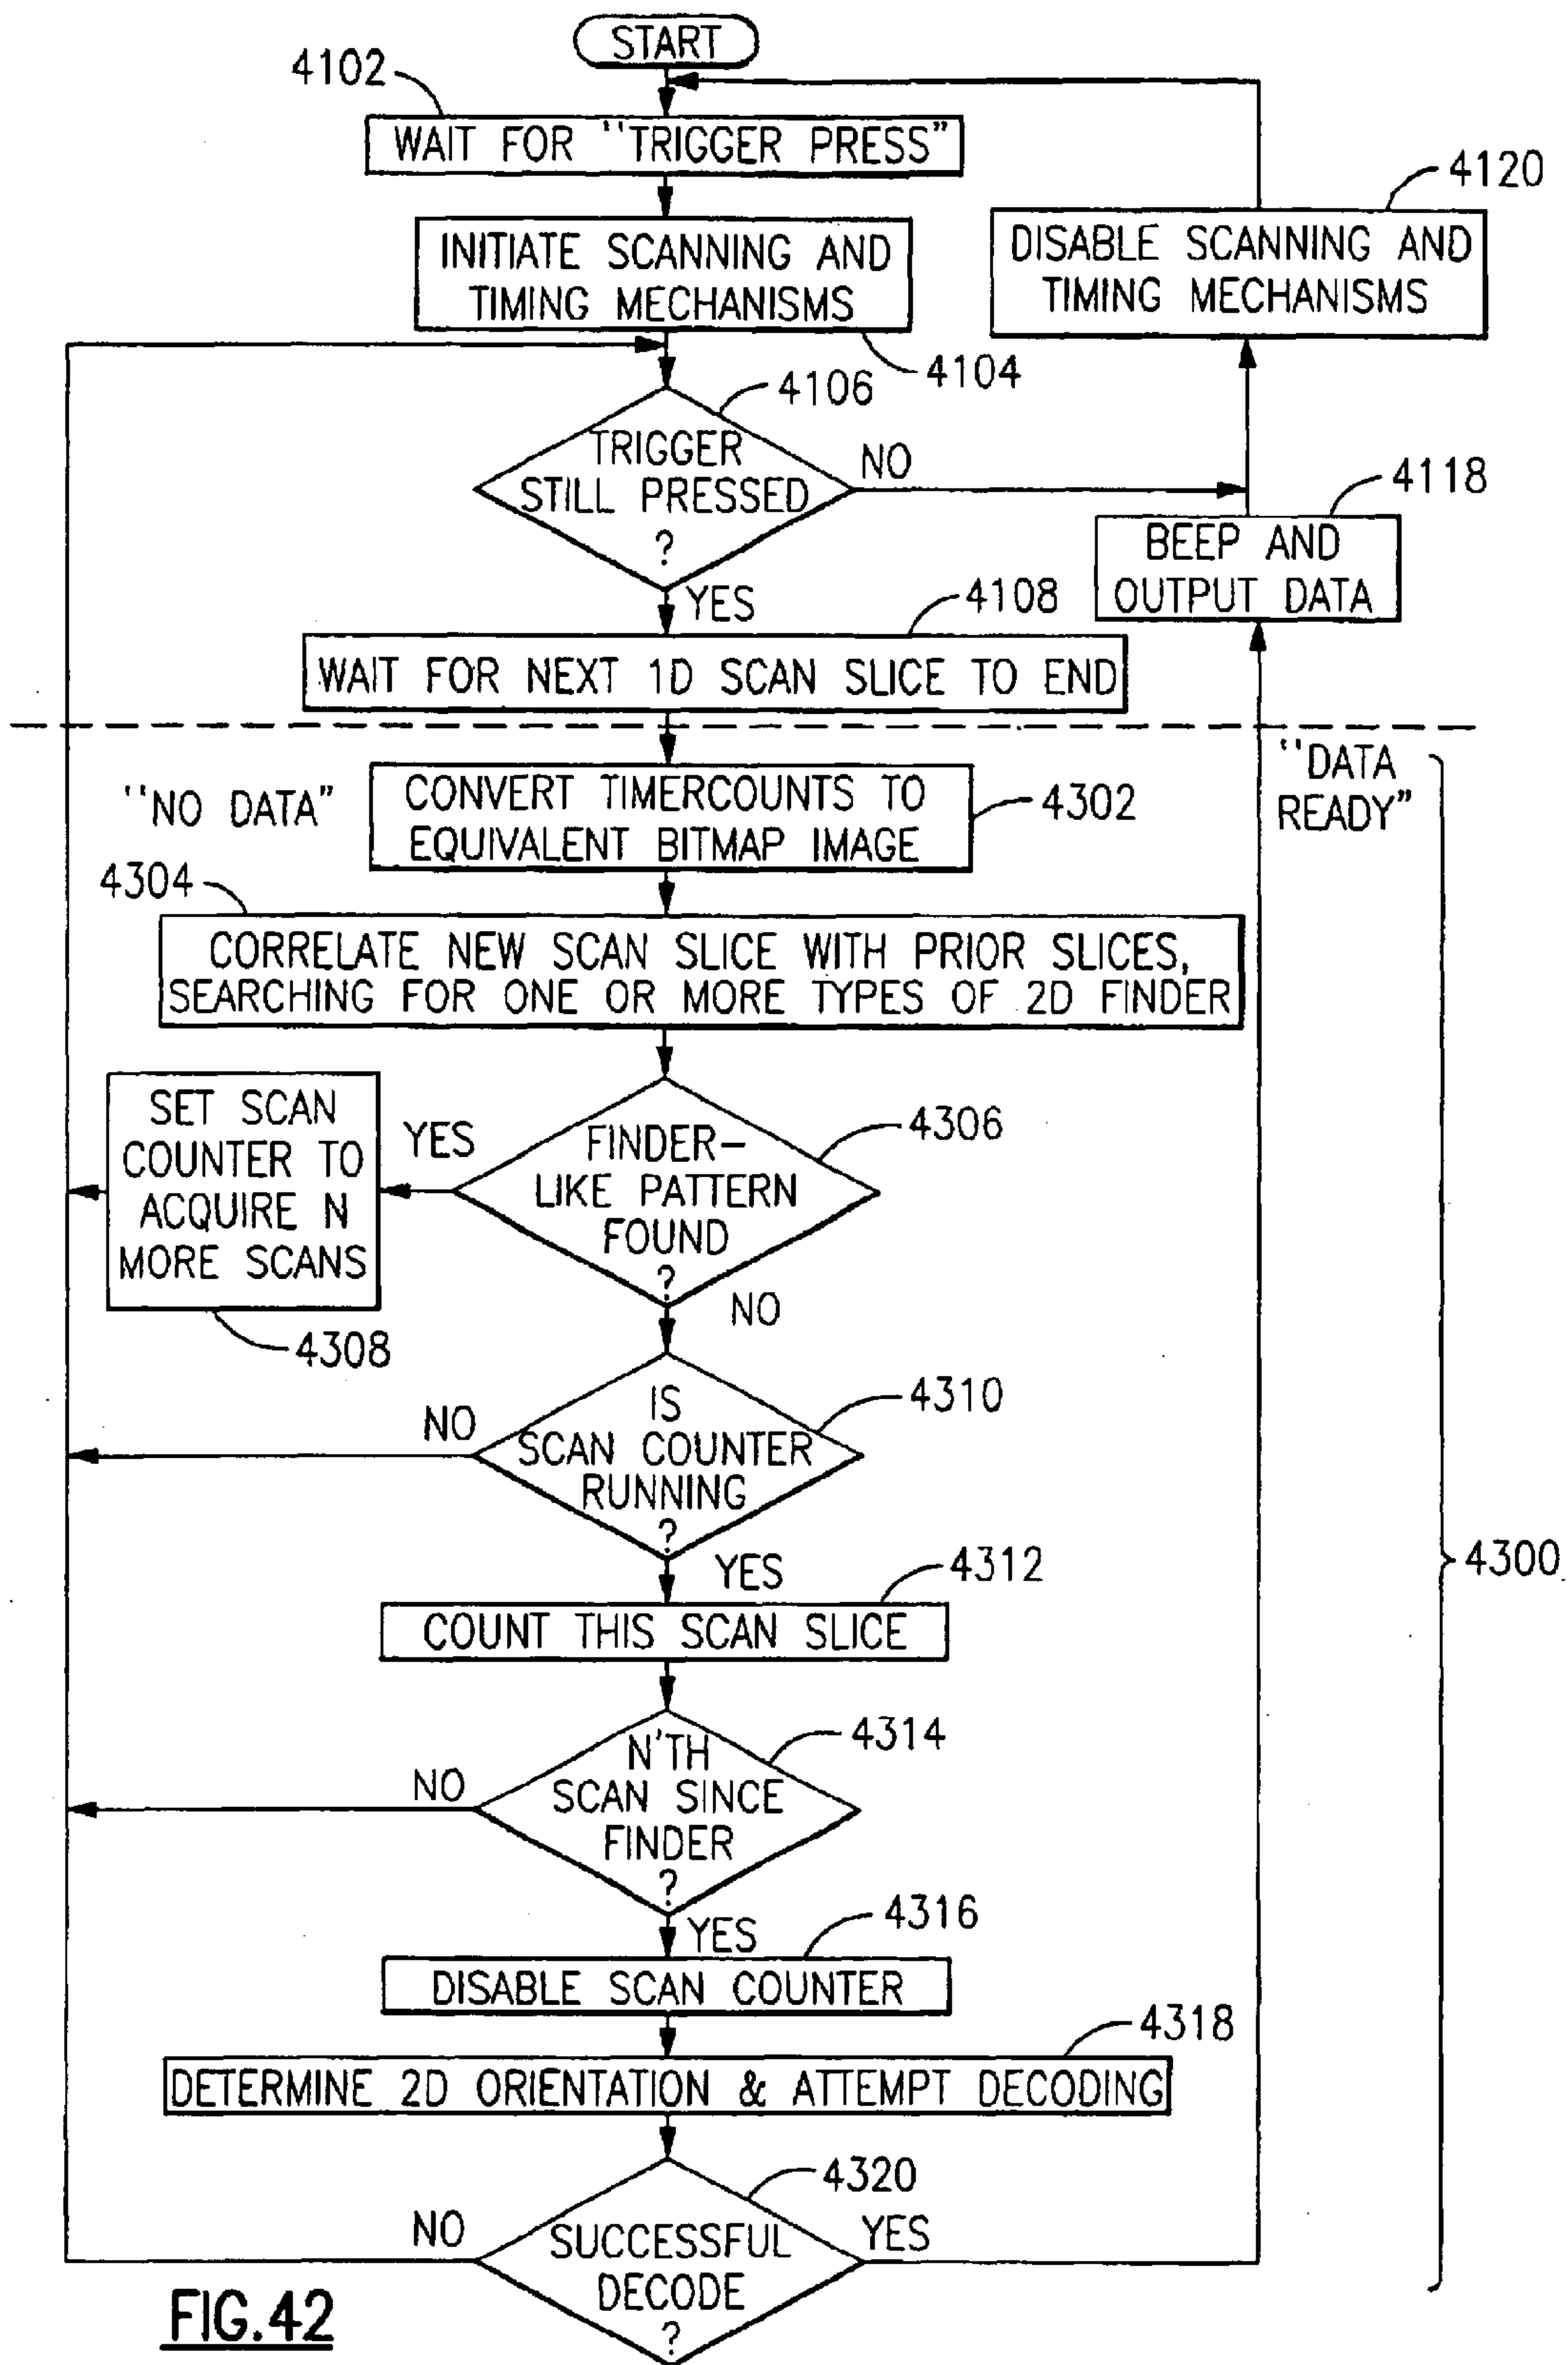 START
4102
WAIT FOR "TRIGGER PRESS"
4120
INITIATE SCANNING AND
TIMING MECHANISMS
DISABLE SCANNING AND
TIMING MECHANISMS
4104
4106
TRIGGER
STILL PRESSED
?
NO
4118
BEEP AND
OUTPUT DATA
YES
4108
WAIT FOR NEXT 1D SCAN SLICE TO END
"NO DATA"
"DATA
READY"
CONVERT TIMERCOUNTS TO
EQUIVALENT BITMAP IMAGE
4302
4304
CORRELATE NEW SCAN SLICE WITH PRIOR SLICES,
SEARCHING FOR ONE OR MORE TYPES OF 2D FINDER
SET SCAN
COUNTER TO
ACQUIRE N
MORE SCANS
YES
FINDER-
LIKE PATTERN
FOUND
?
4306
NO
4308
4310
IS
SCAN COUNTER
RUNNING
?
NO
YES
4312
4300
COUNT THIS SCAN SLICE
4314
N'TH
SCAN SINCE
FINDER
?
NO
YES
4316
DISABLE SCAN COUNTER
4318
DETERMINE 2D ORIENTATION & ATTEMPT DECODING
4320
NO
SUCCESSFUL
DECODE
?
YES
FIG.42